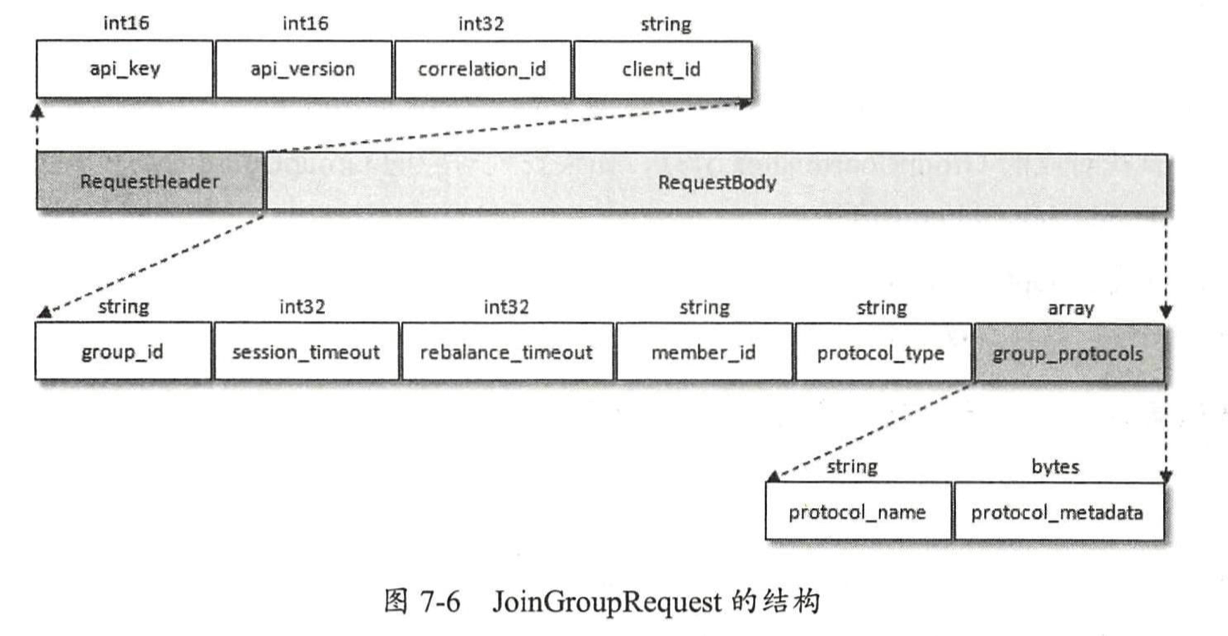 int16 int16 int32 string
api_key api_version correlation_id client_id
RequestHeader RequestBody
string int32 int32 string string array
group_id session_timeout rebalance_timeout member_id protocol_type group_protocols
string bytes
protocol_name protocol_metadata
图 7-6 JoinGroupRequest 的结构